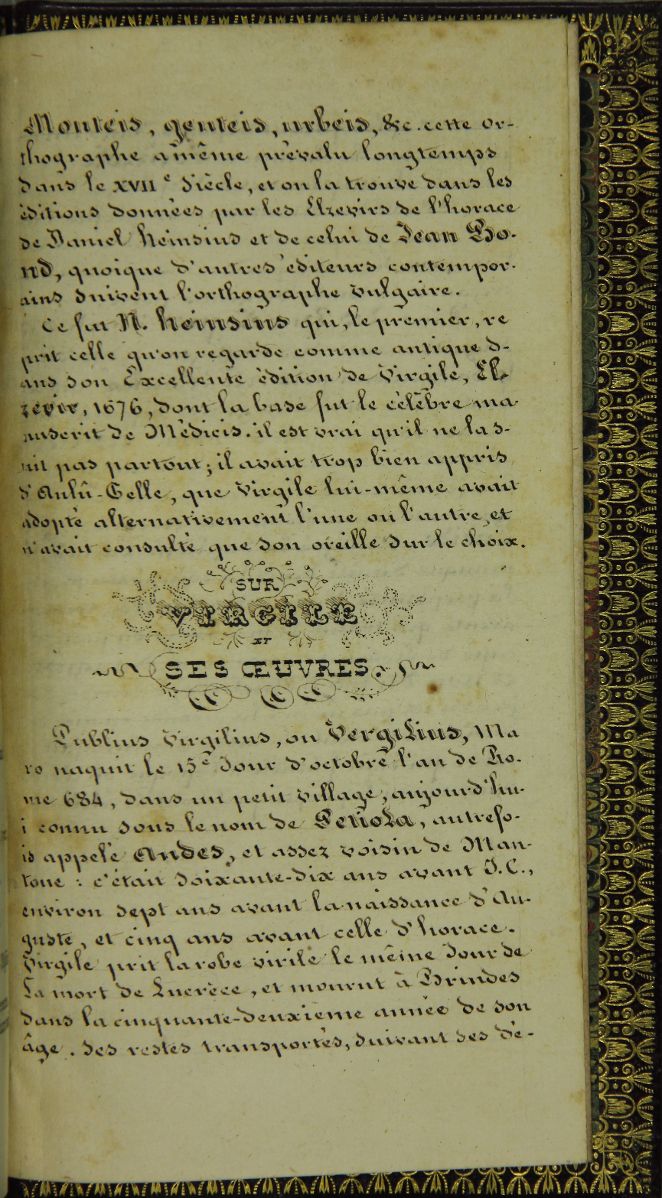 Monteis, genteis, urbeis, &c. cette or-
thographe a même prévalu longtemps
dans le XVII e Siècle, et on la trouve dans les
éditions données par les Elzevirs de l'horace
de Daniel heinsius et de celui de Jean Bo-
nd, quoique d'autres éditeurs contempor-
ains suivent l'orthographe vulgaire.
Ce fut N. heinsius qui, le premier, re
prit celle qu'on regarde comme antique d-
ans son Excellente édition de Virgile, El-
zevir, 1676, dont la base fut le célèbre ma
nuscrit de Médicis. il est vrai qu'il ne la s-
uit pas partout; il avait trop bien appris
d'Aulû-Gelle, que Virgile lui-même avait
adopté alternativement l'une ou l'autre, et
n'avait consulté que son oreille sur le choix.
SUR
VIRGILE
ET
SES ŒUVRES.
Publius Virgilius, ou Vergilius, Ma
ro naquit le 15e Jour d'octobre l'an de Ro-
me 684, dans un petit village, aujourd'hu-
i connu sous le nom de Petiola, autrefo-
is appelé Andes, et assez voisin de Man-
toue : c'était soixante-dix ans avant J.C.,
environ sept ans avant la naissance d'Au-
guste, et cinq ans avant celle d'horace.
Virgile prit la robe virile le même Jour de
La mort de Lucrèce, et mourut à Brindes
dans la cinquante-deuxième année de son
âge. Ses restes transportés, suivant ses dé-